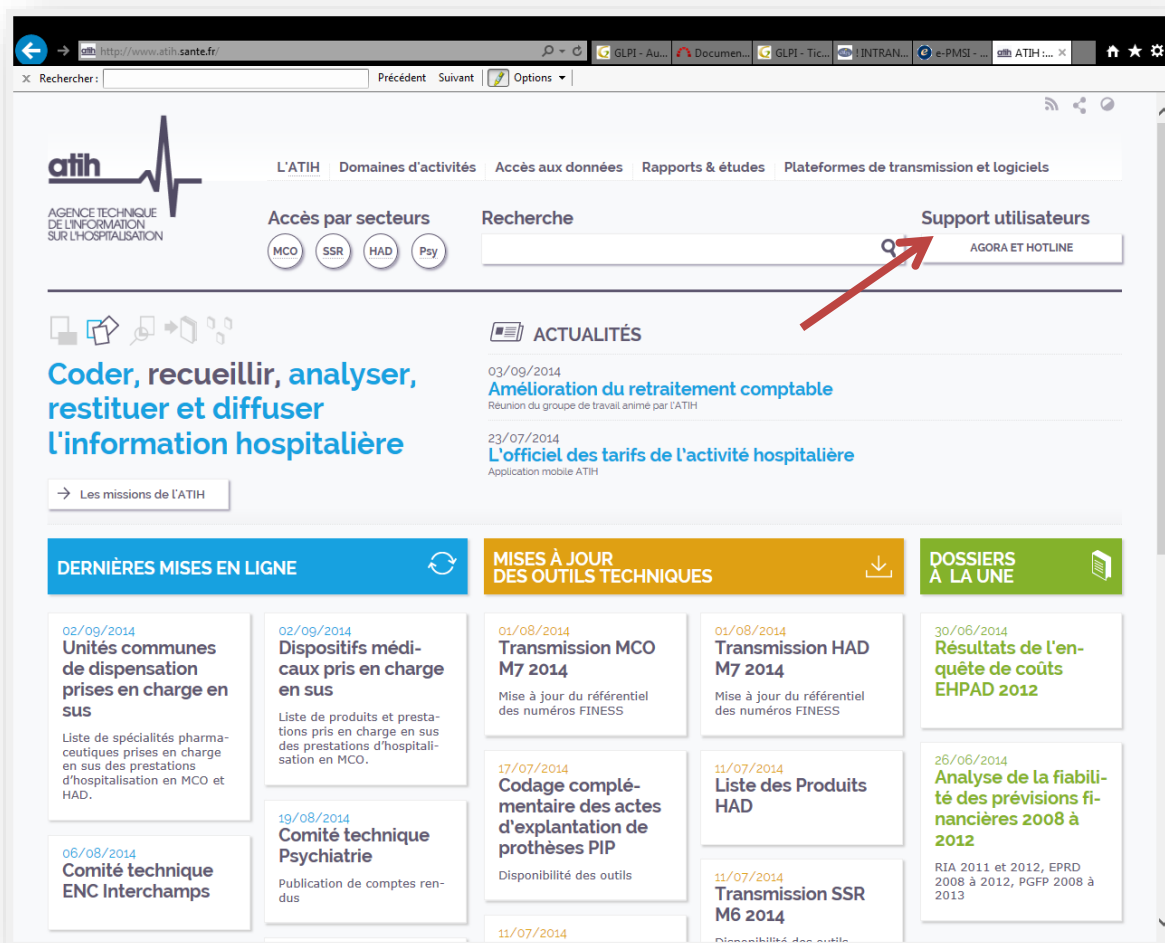 http://www.atih.sante.fr/
GLPI - Au...
Documen...
GLPI - Tic...
! INTRAN...
e-PMSI - ...
atih ATIH :... ×
x Rechercher :
Précédent Suivant
Options
atih
AGENCE TECHNIQUE
DE L'INFORMATION
SUR L'HOSPITALISATION
L'ATIH
Domaines d'activités
Accès aux données
Rapports & études
Plateformes de transmission et logiciels
Accès par secteurs
MCO
SSR
HAD
Psy
Recherche
Support utilisateurs
AGORA ET HOTLINE
Coder, recueillir, analyser,
restituer et diffuser
l'information hospitalière
→ Les missions de l'ATIH
ACTUALITÉS
03/09/2014
Amélioration du retraitement comptable
Réunion du groupe de travail animé par l'ATIH
23/07/2014
L'officiel des tarifs de l'activité hospitalière
Application mobile ATIH
DERNIÈRES MISES EN LIGNE
02/09/2014
Unités communes
de dispensation
prises en charge en
sus
Liste de spécialités pharma-
ceutiques prises en charge
en sus des prestations
d'hospitalisation en MCO et
HAD.
06/08/2014
Comité technique
ENC Interchamps
02/09/2014
Dispositifs médi-
caux pris en charge
en sus
Liste de produits et presta-
tions pris en charge en sus
des prestations d'hospitali-
sation en MCO.
19/08/2014
Comité technique
Psychiatrie
Publication de comptes ren-
dus
MISES À JOUR
DES OUTILS TECHNIQUES
01/08/2014
Transmission MCO
M7 2014
Mise à jour du référentiel
des numéros FINESS
17/07/2014
Codage complé-
mentaire des actes
d'explantation de
prothèses PIP
Disponibilité des outils
11/07/2014
01/08/2014
Transmission HAD
M7 2014
Mise à jour du référentiel
des numéros FINESS
11/07/2014
Liste des Produits
HAD
11/07/2014
Transmission SSR
M6 2014
Disponibilité des outils
DOSSIERS
À LA UNE
30/06/2014
Résultats de l'en-
quête de coûts
EHPAD 2012
26/06/2014
Analyse de la fiabili-
té des prévisions fi-
nancières 2008 à
2012
RIA 2011 et 2012, EPRD
2008 à 2012, PGFP 2008 à
2013